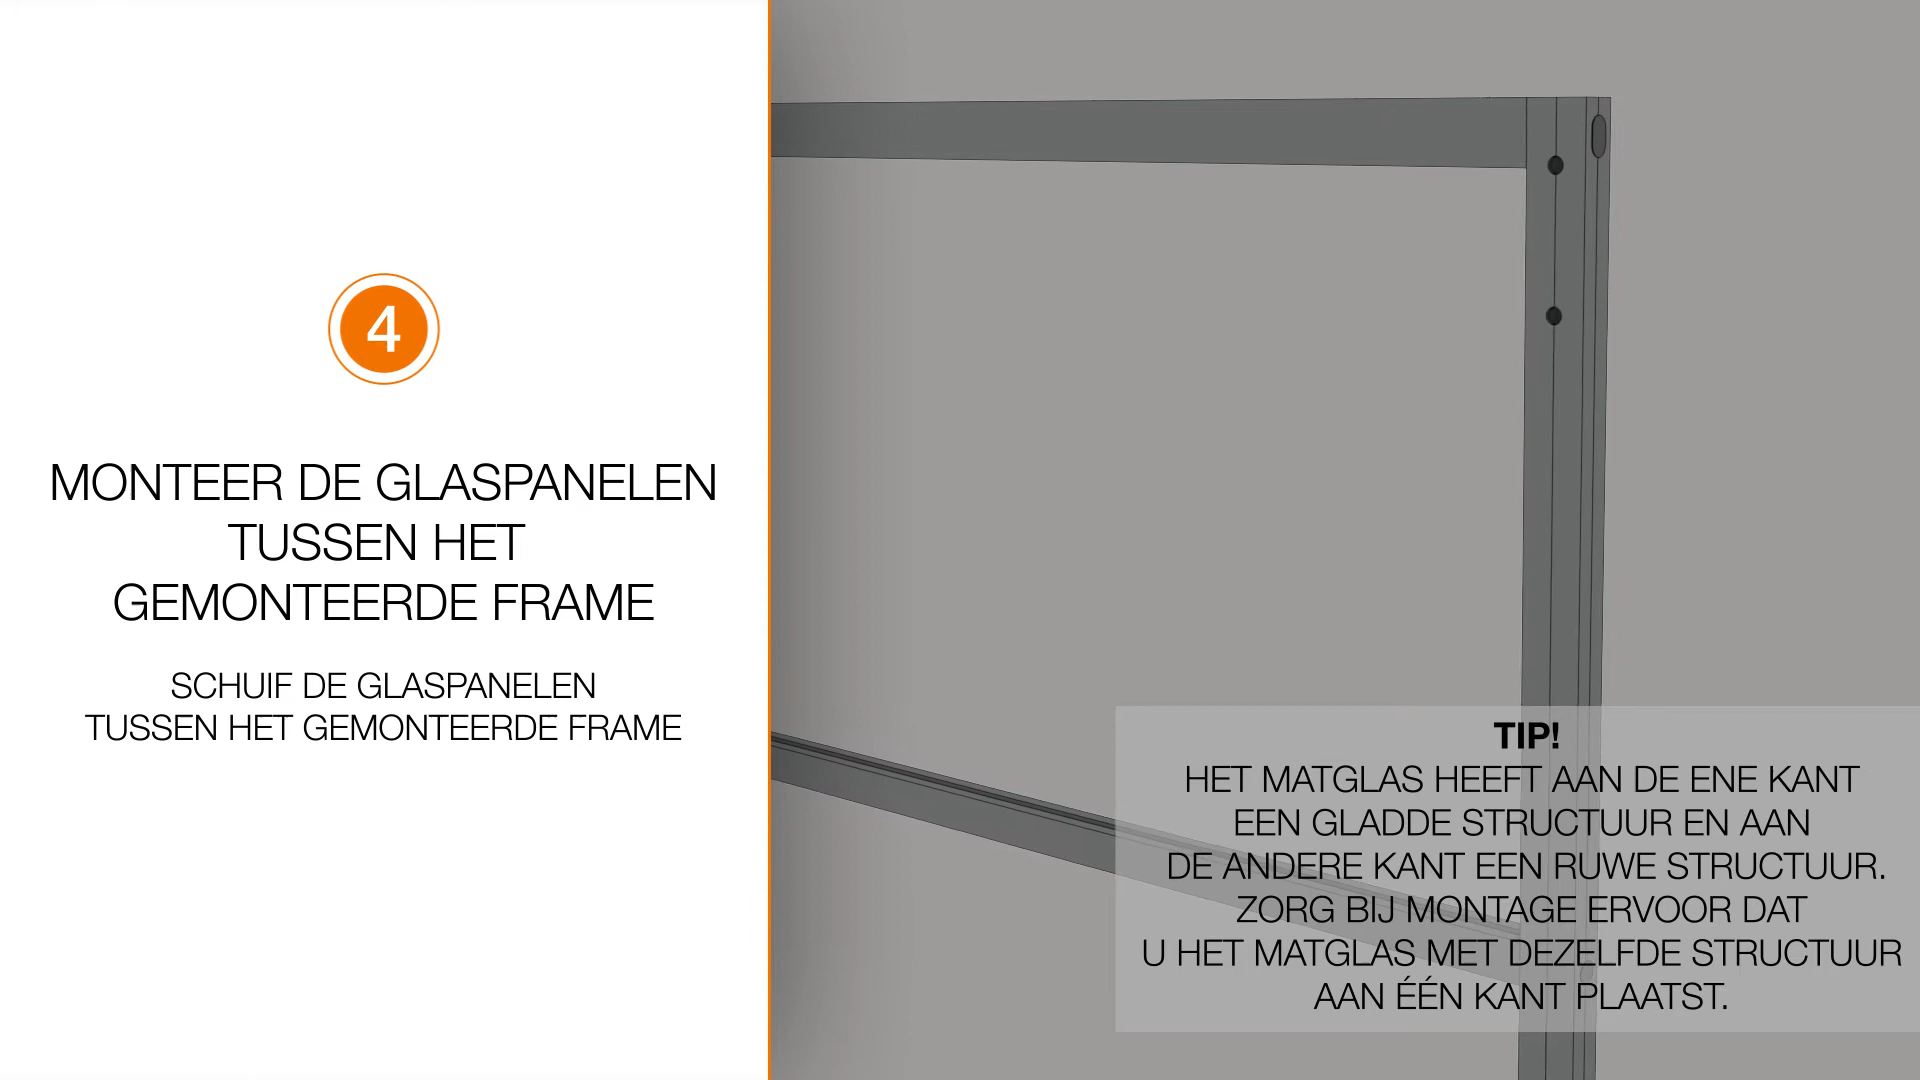 4
MONTEER DE GLASPANELEN
TUSSEN HET
GEMONTEERDE FRAME
SCHUIF DE GLASPANELEN
TUSSEN HET GEMONTEERDE FRAME
TIP!
HET MATGLAS HEEFT AAN DE ENE KANT
EEN GLADDE STRUCTUUR EN AAN
DE ANDERE KANT EEN RUWE STRUCTUUR.
ZORG BIJ MONTAGE ERVOOR DAT
U HET MATGLAS MET DEZELFDE STRUCTUUR
AAN ÉÉN KANT PLAATST.